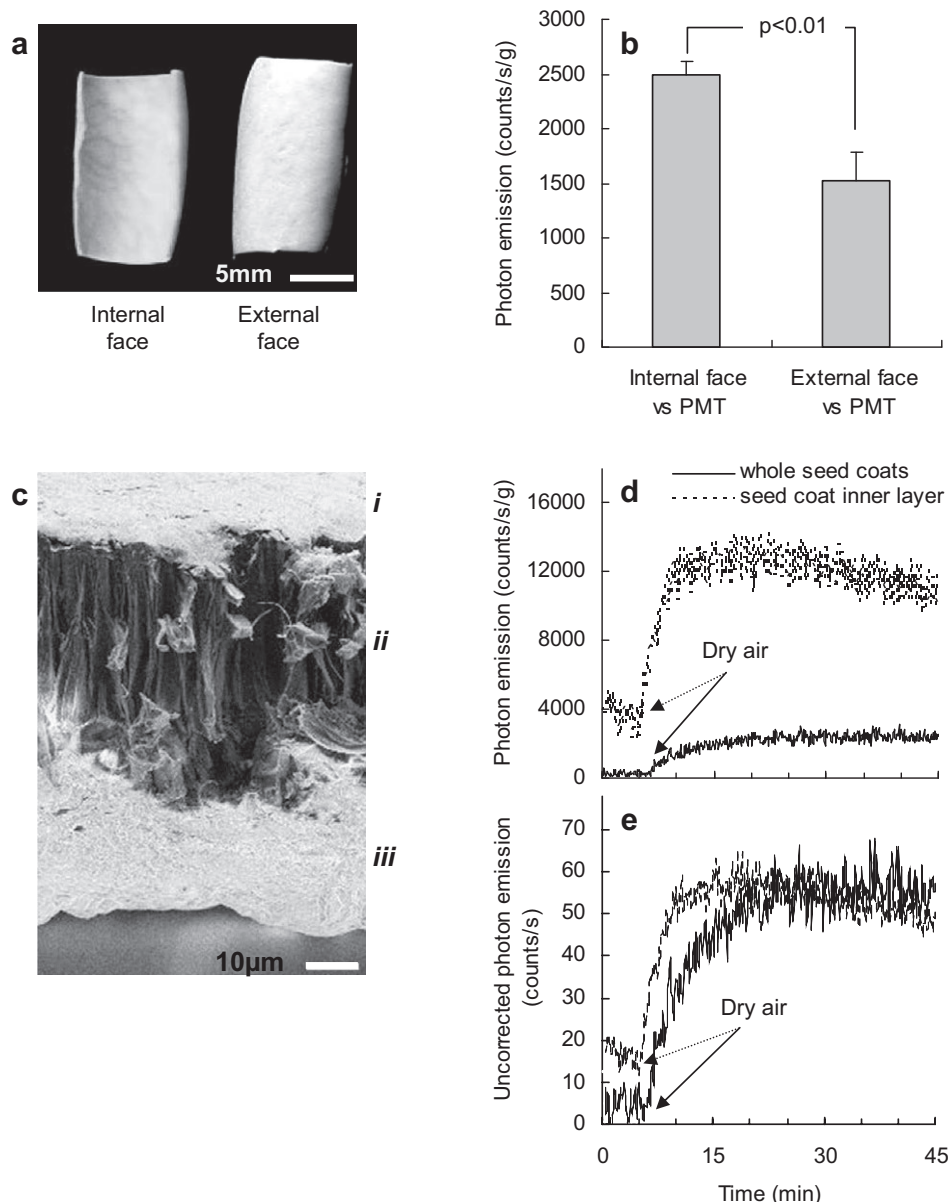 a
5mm
Internal
face
External
face
b
p<0.01
Photon emission (counts/s/g)
3000
2500
2000
1500
1000
500
0
Internal face
vs PMT
External face
vs PMT
c
i
ii
iii
10µm
d
whole seed coats
seed coat inner layer
Photon emission (counts/s/g)
16000
12000
8000
4000
0
Dry air
e
Uncorrected photon emission
(counts/s)
70
60
50
40
30
20
10
0
Dry air
0
15
30
45
Time (min)